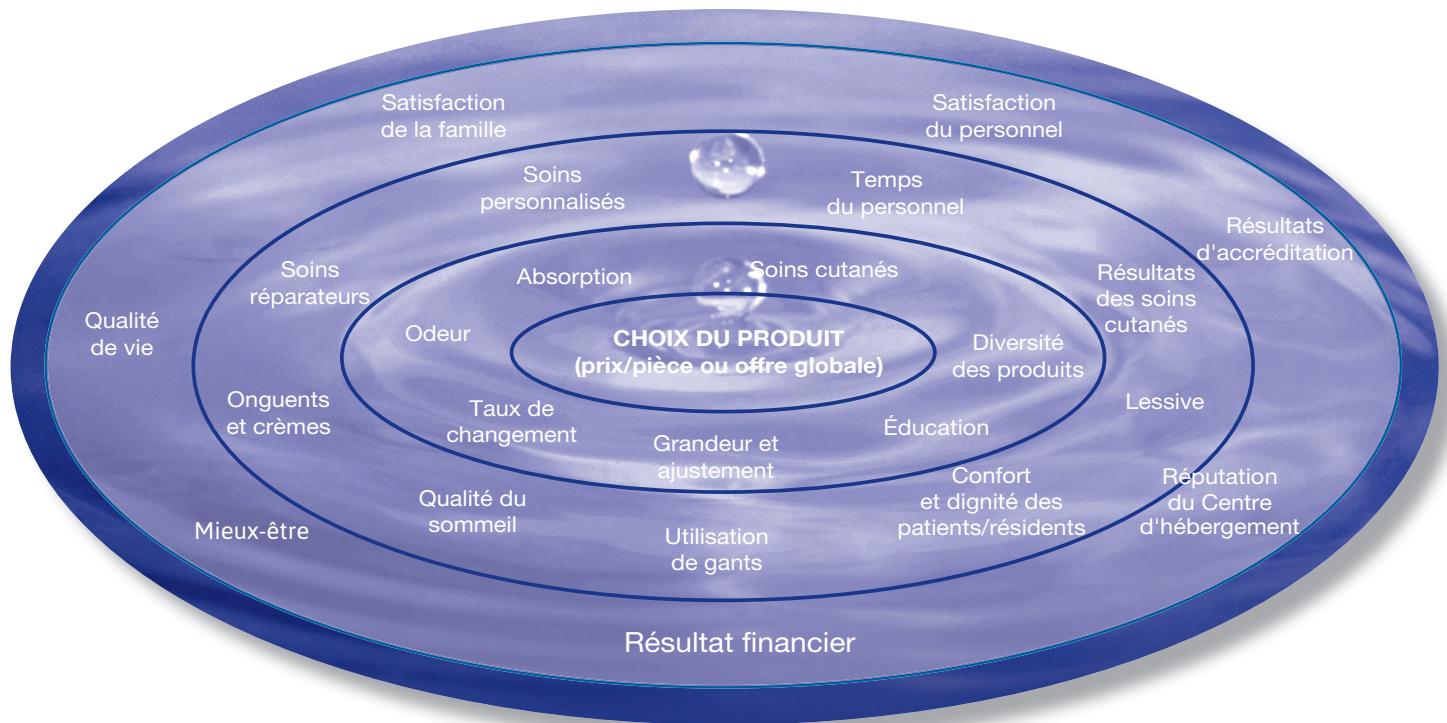 Satisfaction
de la famille
Satisfaction
du personnel
Soins
personnalisés
Temps
du personnel
Résultats
d'accréditation
Soins
réparateurs
Absorption
Soins cutanés
Résultats
des soins
cutanés
Qualité
de vie
Odeur
CHOIX DU PRODUIT
(prix/pièce ou offre globale)
Diversité
des produits
Onguents
et crèmes
Taux de
changement
Grandeur et
ajustement
Éducation
Lessive
Qualité du
sommeil
Utilisation
de gants
Confort
et dignité des
patients/résidents
Réputation
du Centre
d'hébergement
Mieux-être
Résultat financier